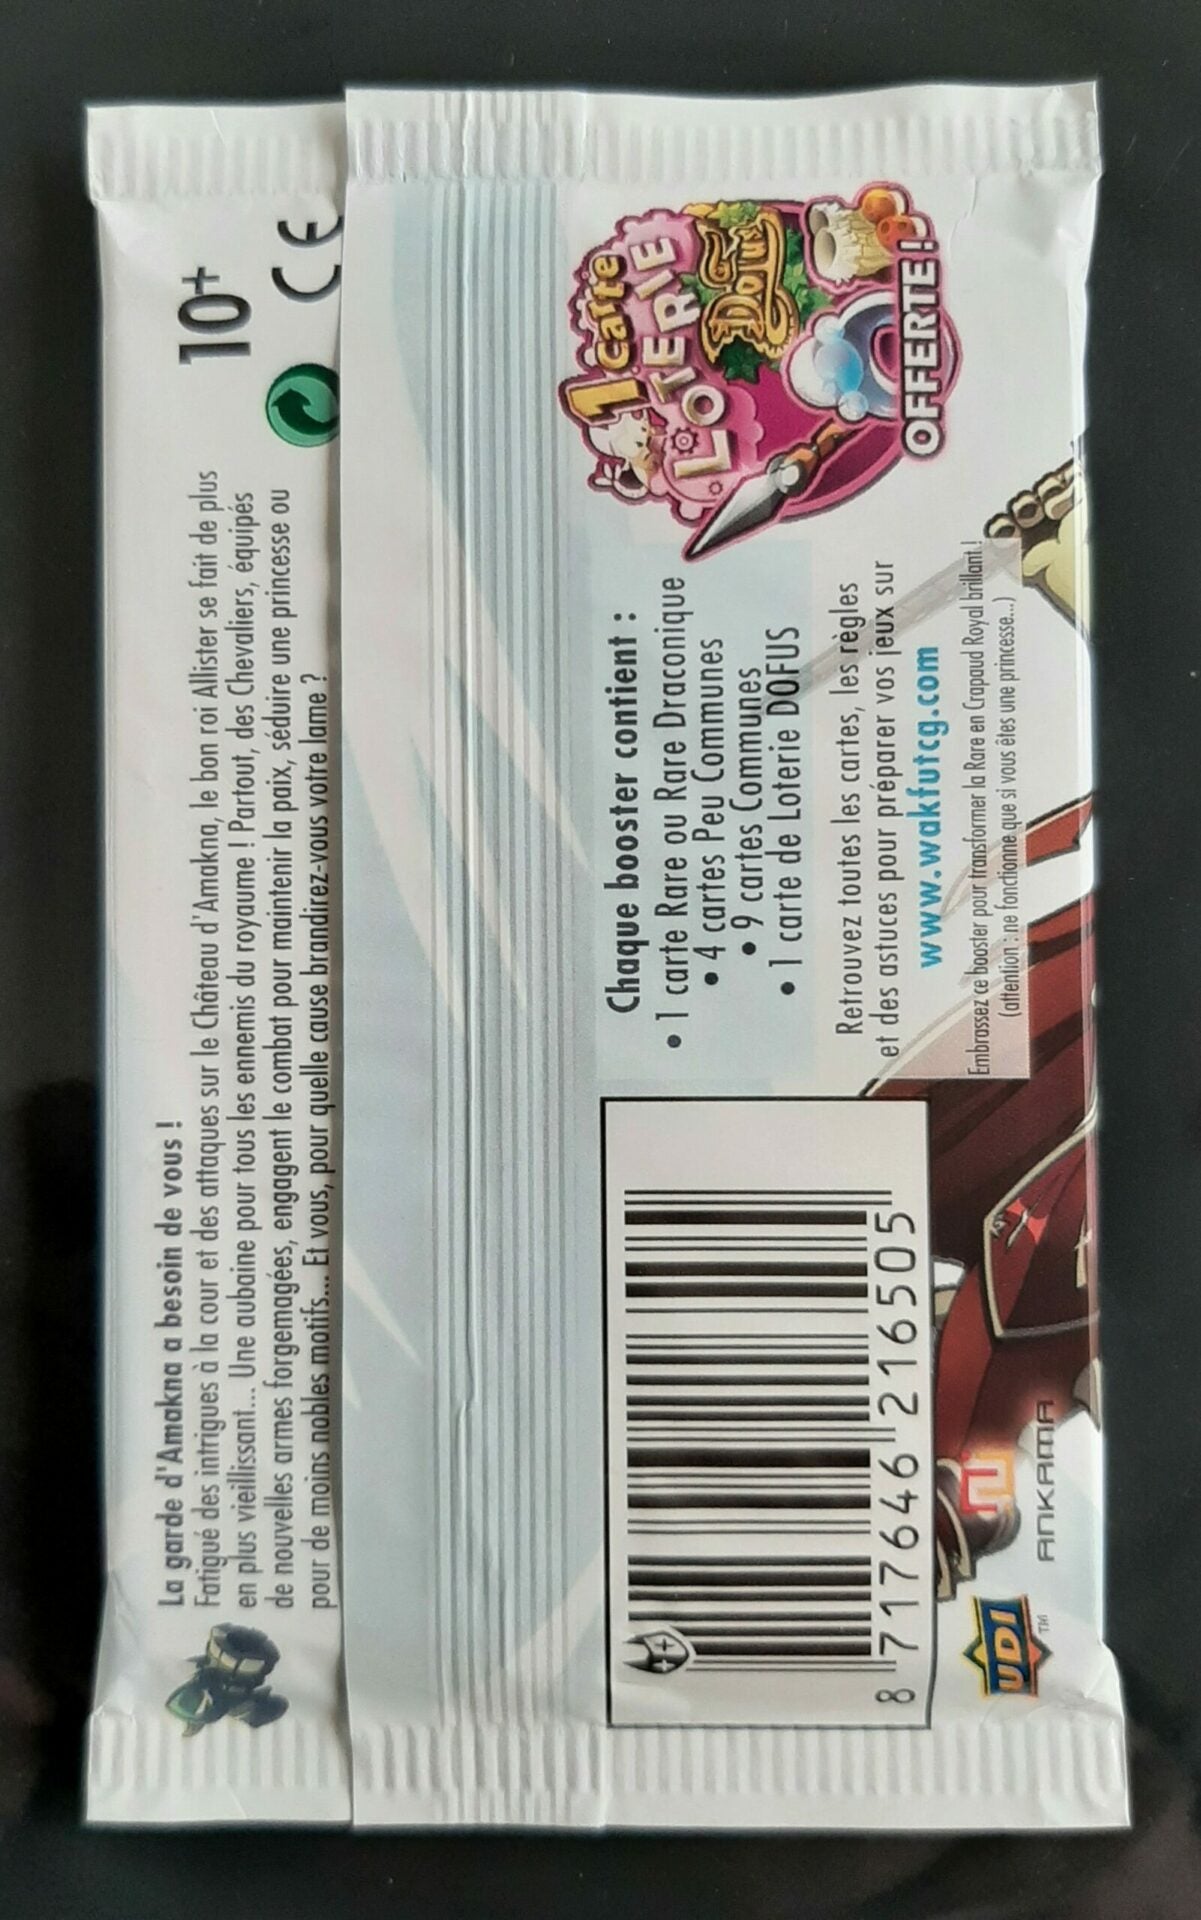 La garde d'Amakna a besoin de vous !
Fatigué des intrigues à la cour et des attaques sur le Château d'Amakna, le bon roi Allister se fait de plus
en plus vieillissant... Une aubaine pour tous les ennemis du royaume ! Partout, des Chevaliers, équipés
de nouvelles armes forgemagées, engagent le combat pour maintenir la paix, séduire une princesse ou
pour de moins nobles motifs... Et vous, pour quelle cause brandirez-vous votre lame ?
10+
CE
Chaque booster contient :
• 1 carte Rare ou Rare Draconique
• 4 cartes Peu Communes
• 9 cartes Communes
• 1 carte de Loterie DOFUS
1 carte
LOTERIE
DOFUS
OFFERTE !
Retrouvez toutes les cartes, les règles
et des astuces pour préparer vos jeux sur
www.wakfutcg.com
Embrassez ce booster pour transformer la Rare en Crapaud Royal brillant !
(attention : ne fonctionne que si vous êtes une princesse...)
8 717646 216505
UDI
TM
ANKAMA